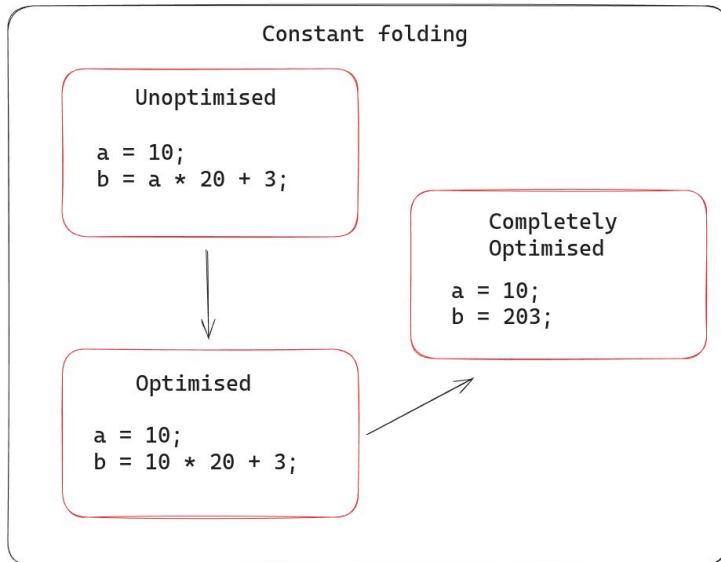 Constant folding
Unoptimised
a = 10;
b = a * 20 + 3;
Optimised
a = 10;
b = 10 * 20 + 3;
Completely
Optimised
a = 10;
b = 203;